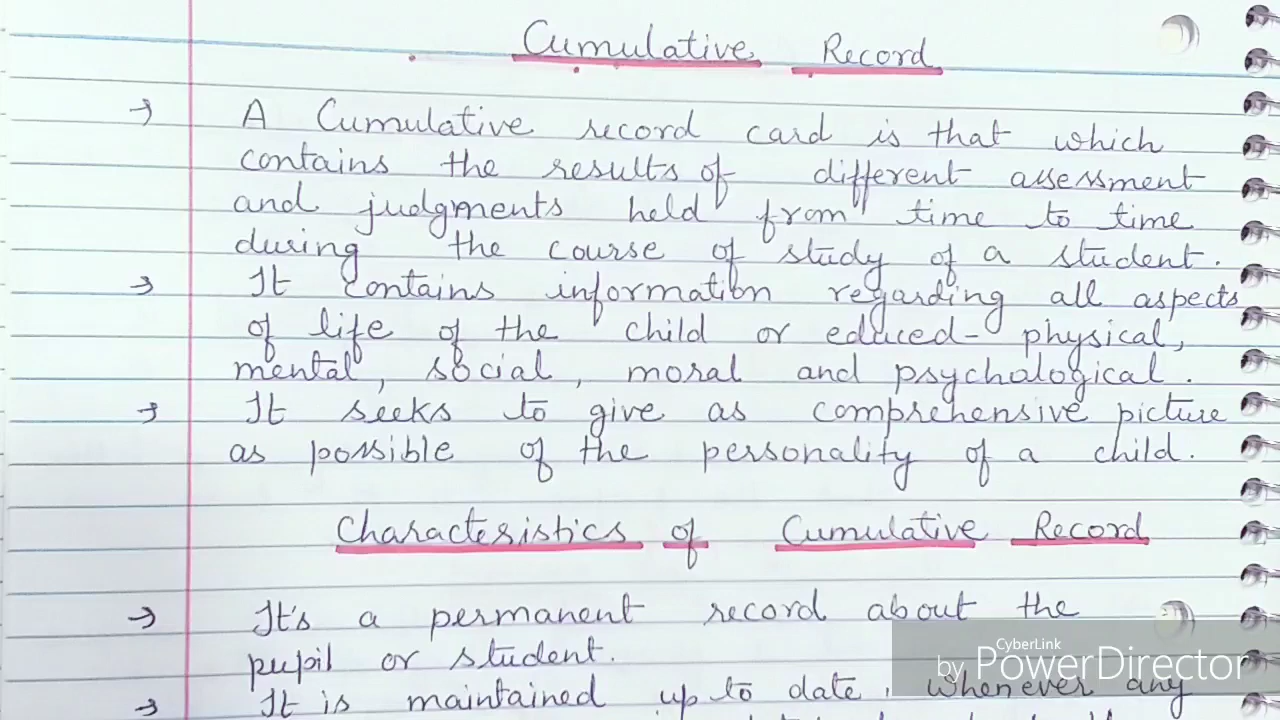 Cumulative Record
→ A Cumulative record card is that which
contains the results of different assessment
and judgments held from time to time
during the course of study of a student.
→ It contains information regarding all aspects
of life of the child or educed- physical,
mental, social, moral and psychological.
→ It seeks to give as comprehensive picture
as possible of the personality of a child.
Characteristics of Cumulative Record
→ It's a permanent record about the
pupil or student.
→ It is maintained up to date. Whenever any
CyberLink
by PowerDirector